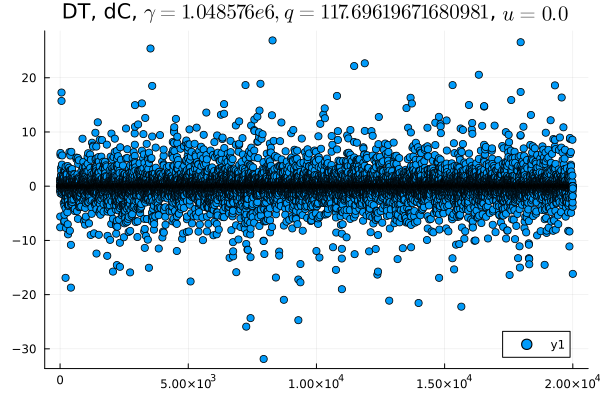 DT, dC, γ = 1.048576e6, q = 117.69619671680981, u = 0.0
20
10
0
−10
−20
−30
y1
0 5.00×10³ 1.00×10⁴ 1.50×10⁴ 2.00×10⁴